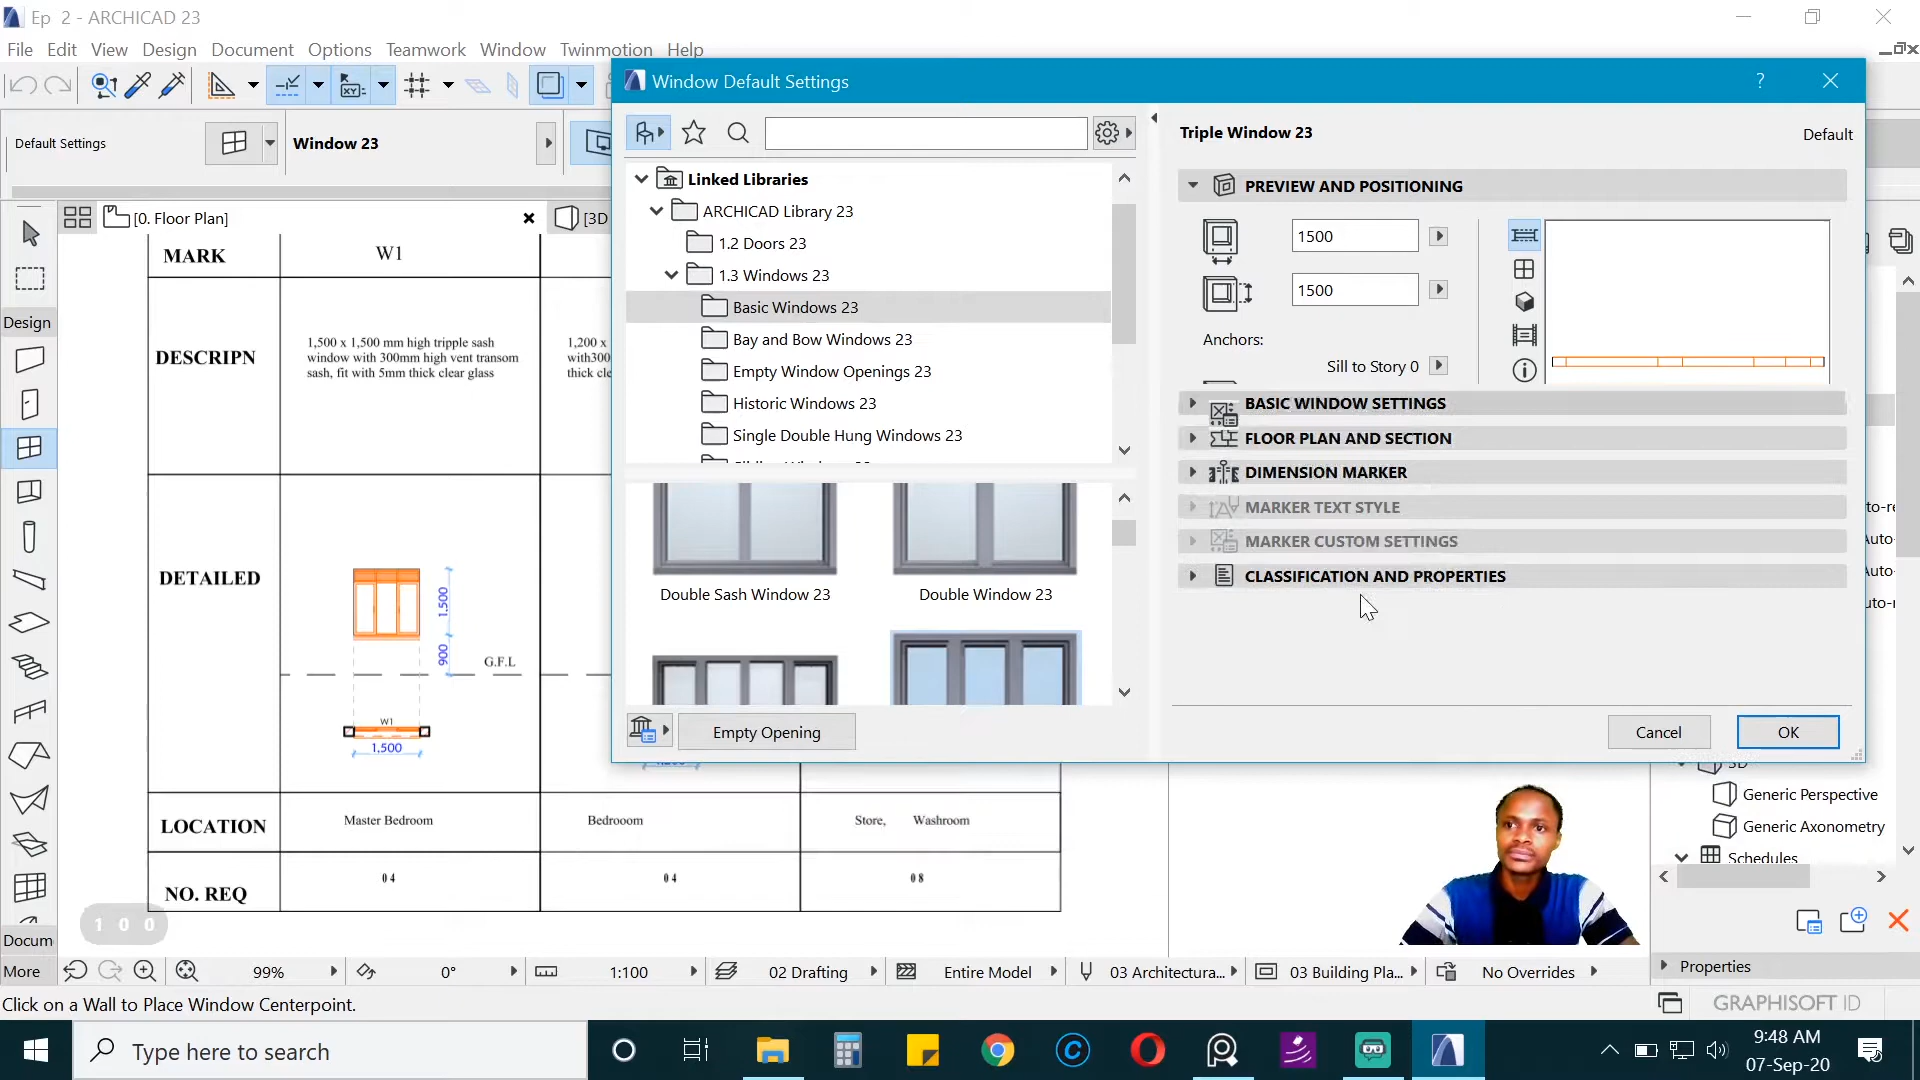 Ep 2 - ARCHICAD 23
File Edit View Design Document Options Teamwork Window Twinmotion Help
Window Default Settings
?
Default Settings
Window 23
Triple Window 23
Default
Linked Libraries
ARCHICAD Library 23
1.2 Doors 23
1.3 Windows 23
Basic Windows 23
Bay and Bow Windows 23
Empty Window Openings 23
Historic Windows 23
Single Double Hung Windows 23
PREVIEW AND POSITIONING
1500
1500
Anchors:
Sill to Story 0
BASIC WINDOW SETTINGS
FLOOR PLAN AND SECTION
DIMENSION MARKER
MARKER TEXT STYLE
MARKER CUSTOM SETTINGS
CLASSIFICATION AND PROPERTIES
Double Sash Window 23
Double Window 23
Empty Opening
Cancel
OK
[0. Floor Plan]
[3D
Design
MARK
W1
DESCRIPN
1,500 x 1,500 mm high tripple sash
window with 300mm high vent transom
sash, fit with 5mm thick clear glass
1,200 x
with300
thick cle
DETAILED
1,500
900
G.F.L
W1
1,500
LOCATION
Master Bedroom
Bedrooom
Store, Washroom
NO. REQ
04
04
08
100
Docum
More
Generic Perspective
Generic Axonometry
Schedules
Properties
99%
0°
1:100
02 Drafting
Entire Model
03 Architectura...
03 Building Pla...
No Overrides
Click on a Wall to Place Window Centerpoint.
GRAPHISOFT ID
Type here to search
9:48 AM
07-Sep-20